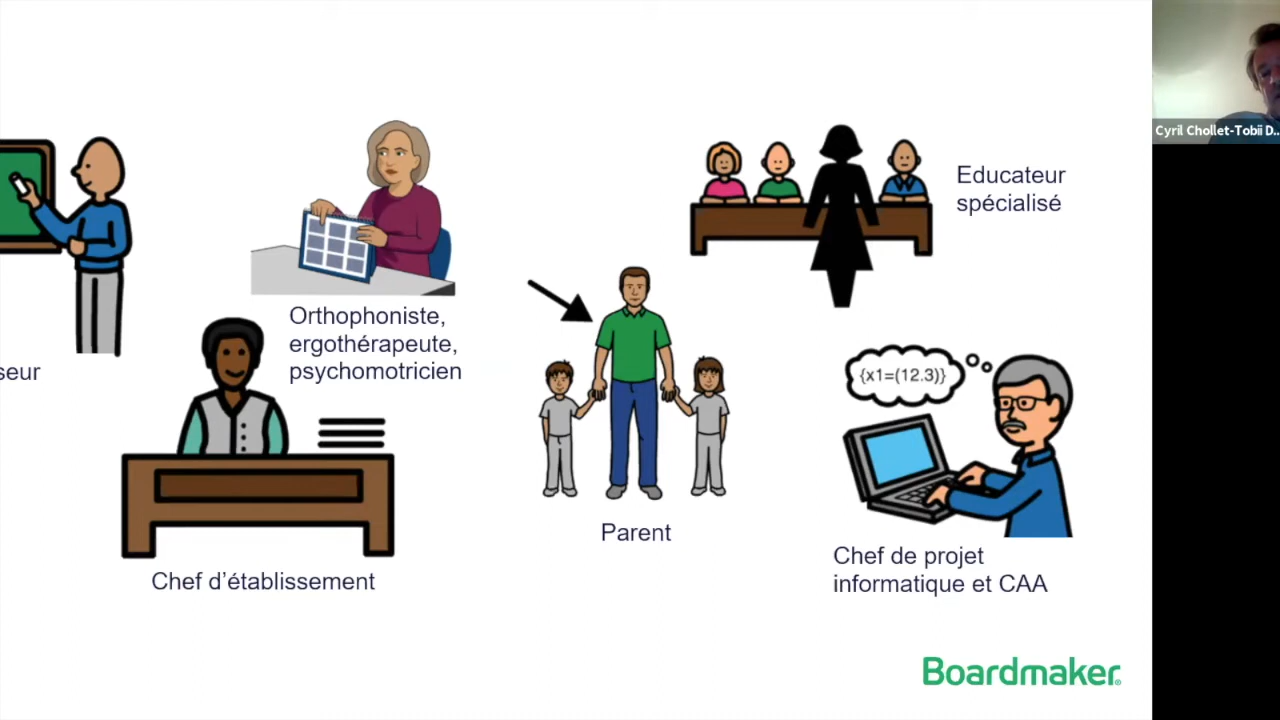 Educateur
spécialisé
Orthophoniste,
ergothérapeute,
psychomotricien
seur
{x1=(12.3)}
Parent
Chef d'établissement
Chef de projet
informatique et CAA
Boardmaker®
Cyril Chollet-Tobii D...